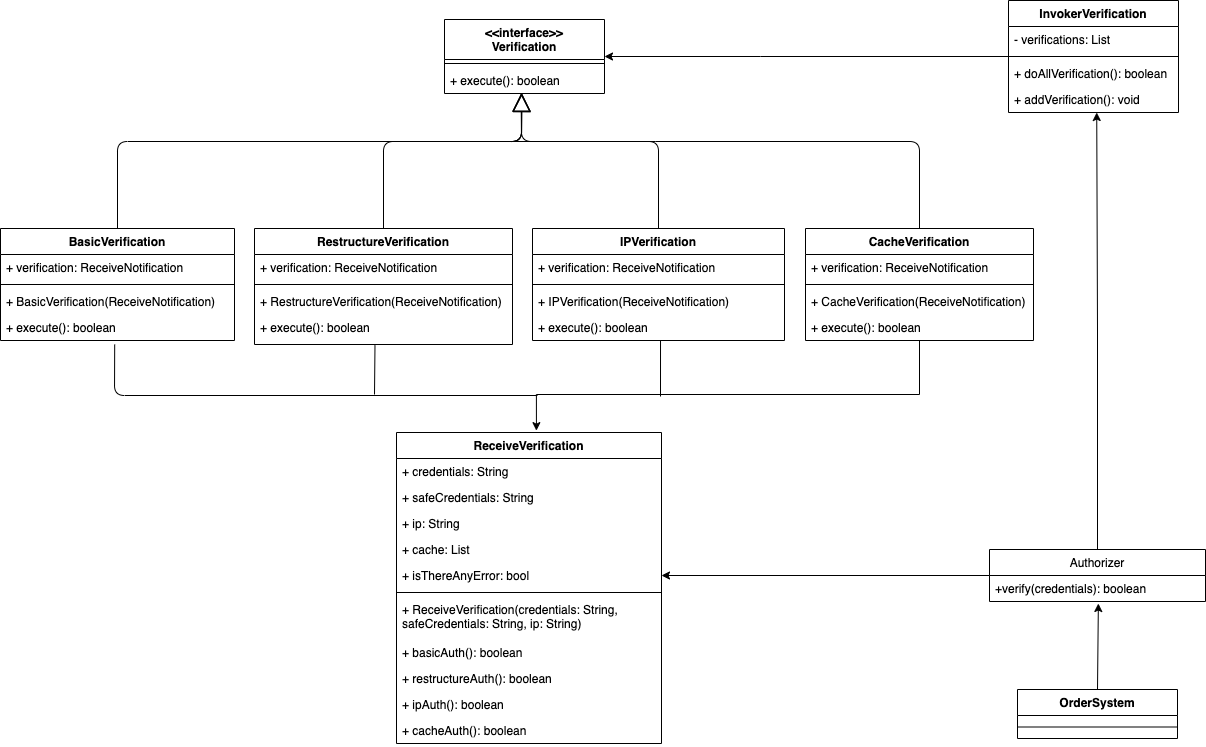 <<interface>>
Verification
+ execute(): boolean
InvokerVerification
- verifications: List
+ doAllVerification(): boolean
+ addVerification(): void
BasicVerification
+ verification: ReceiveNotification
+ BasicVerification(ReceiveNotification)
+ execute(): boolean
RestructureVerification
+ verification: ReceiveNotification
+ RestructureVerification(ReceiveNotification)
+ execute(): boolean
IPVerification
+ verification: ReceiveNotification
+ IPVerification(ReceiveNotification)
+ execute(): boolean
CacheVerification
+ verification: ReceiveNotification
+ CacheVerification(ReceiveNotification)
+ execute(): boolean
ReceiveVerification
+ credentials: String
+ safeCredentials: String
+ ip: String
+ cache: List
+ isThereAnyError: bool
+ ReceiveVerification(credentials: String,
safeCredentials: String, ip: String)
+ basicAuth(): boolean
+ restructureAuth(): boolean
+ ipAuth(): boolean
+ cacheAuth(): boolean
Authorizer
+verify(credentials): boolean
OrderSystem